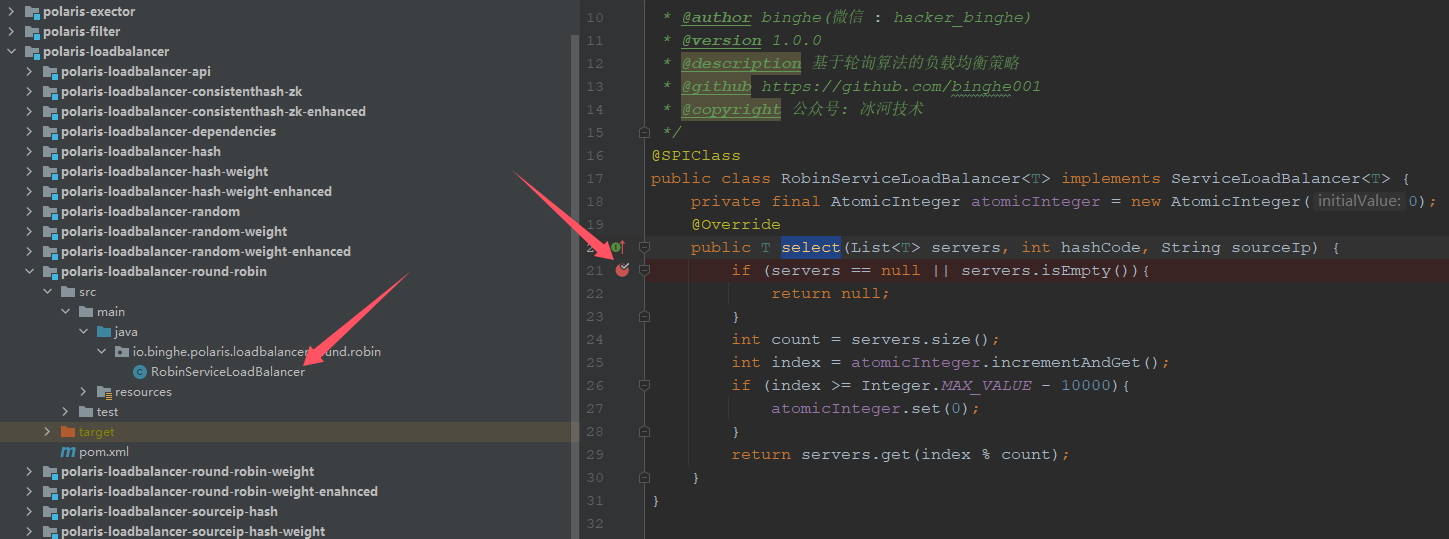 polaris-exector
polaris-filter
polaris-loadbalancer
polaris-loadbalancer-api
polaris-loadbalancer-consistenthash-zk
polaris-loadbalancer-consistenthash-zk-enhanced
polaris-loadbalancer-dependencies
polaris-loadbalancer-hash
polaris-loadbalancer-hash-weight
polaris-loadbalancer-hash-weight-enhanced
polaris-loadbalancer-random
polaris-loadbalancer-random-weight
polaris-loadbalancer-random-weight-enhanced
polaris-loadbalancer-round-robin
src
main
java
io.binghe.polaris.loadbalancer.round.robin
RobinServiceLoadBalancer
resources
test
target
pom.xml
polaris-loadbalancer-round-robin-weight
polaris-loadbalancer-round-robin-weight-enahnced
polaris-loadbalancer-sourceip-hash
polaris-loadbalancer-sourceip-hash-weight
10 * @author binghe(微信 : hacker_binghe)
11 * @version 1.0.0
12 * @description 基于轮询算法的负载均衡策略
13 * @github https://github.com/binghe001
14 * @copyright 公众号: 冰河技术
15 */
16 @SPIClass
17 public class RobinServiceLoadBalancer<T> implements ServiceLoadBalancer<T> {
18 private final AtomicInteger atomicInteger = new AtomicInteger( initialValue: 0);
19 @Override
public T select(List<T> servers, int hashCode, String sourceIp) {
21 if (servers == null || servers.isEmpty()){
22 return null;
23 }
24 int count = servers.size();
25 int index = atomicInteger.incrementAndGet();
26 if (index >= Integer.MAX_VALUE - 10000){
27 atomicInteger.set(0);
28 }
29 return servers.get(index % count);
30 }
31 }
32